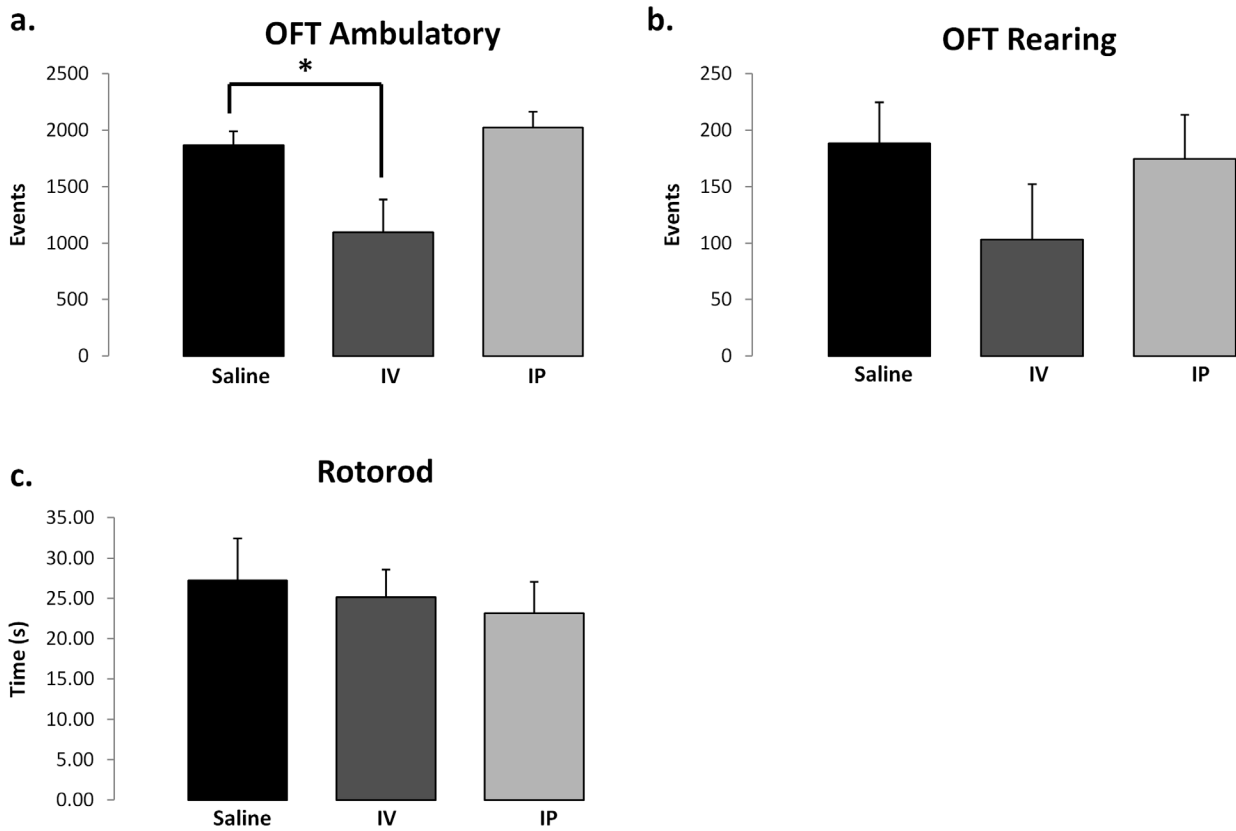 a.
OFT Ambulatory
*
2500
2000
1500
1000
500
0
Events
Saline IV IP
b.
OFT Rearing
250
200
150
100
50
0
Events
Saline IV IP
c.
Rotorod
35.00
30.00
25.00
20.00
15.00
10.00
5.00
0.00
Time (s)
Saline IV IP